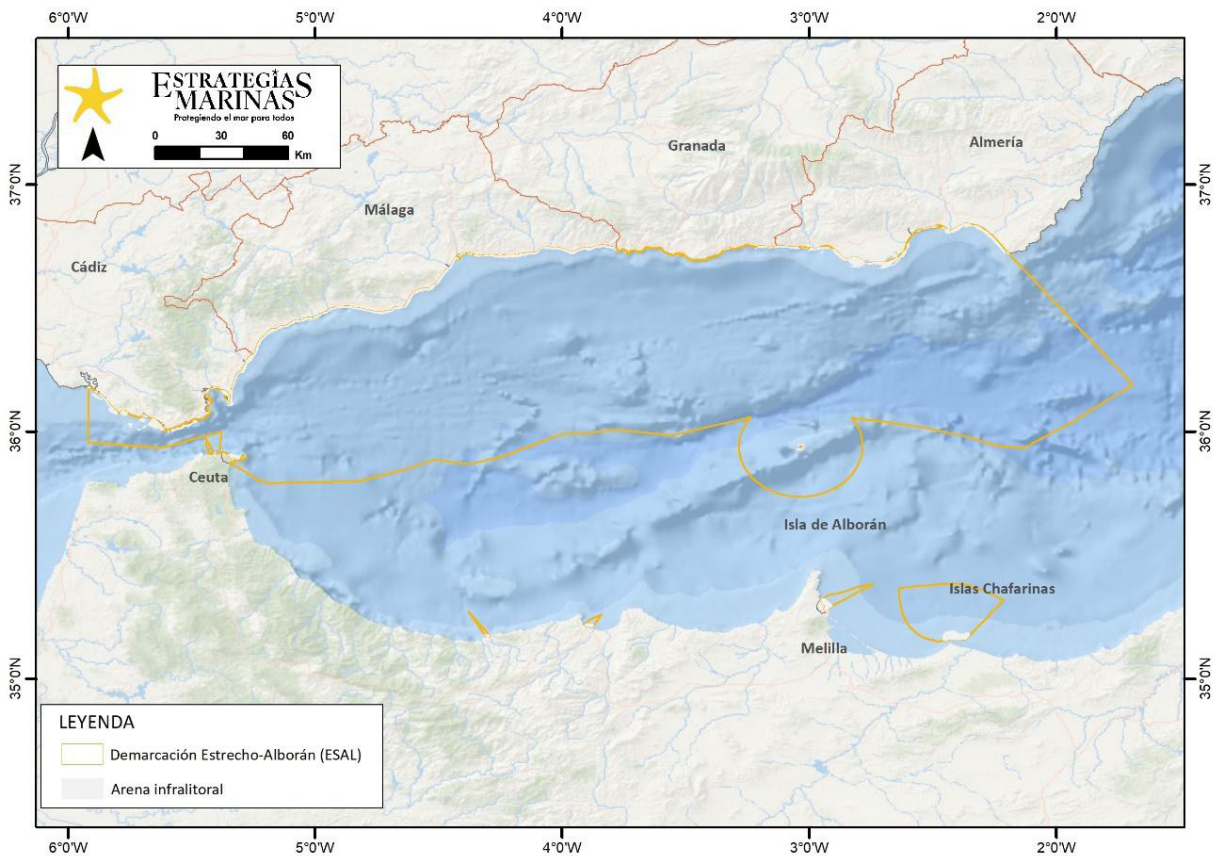 6°0'W 5°0'W 4°0'W 3°0'W 2°0'W
ESTRATEGIAS
MARINAS
Protegiendo el mar para todos
0 30 60
Km
Granada
Almería
37°0'N 37°0'N
Málaga
Cádiz
36°0'N 36°0'N
Ceuta
Isla de Alborán
Islas Chafarinas
Melilla
35°0'N 35°0'N
LEYENDA
Demarcación Estrecho-Alborán (ESAL)
Arena infralitoral
6°0'W 5°0'W 4°0'W 3°0'W 2°0'W